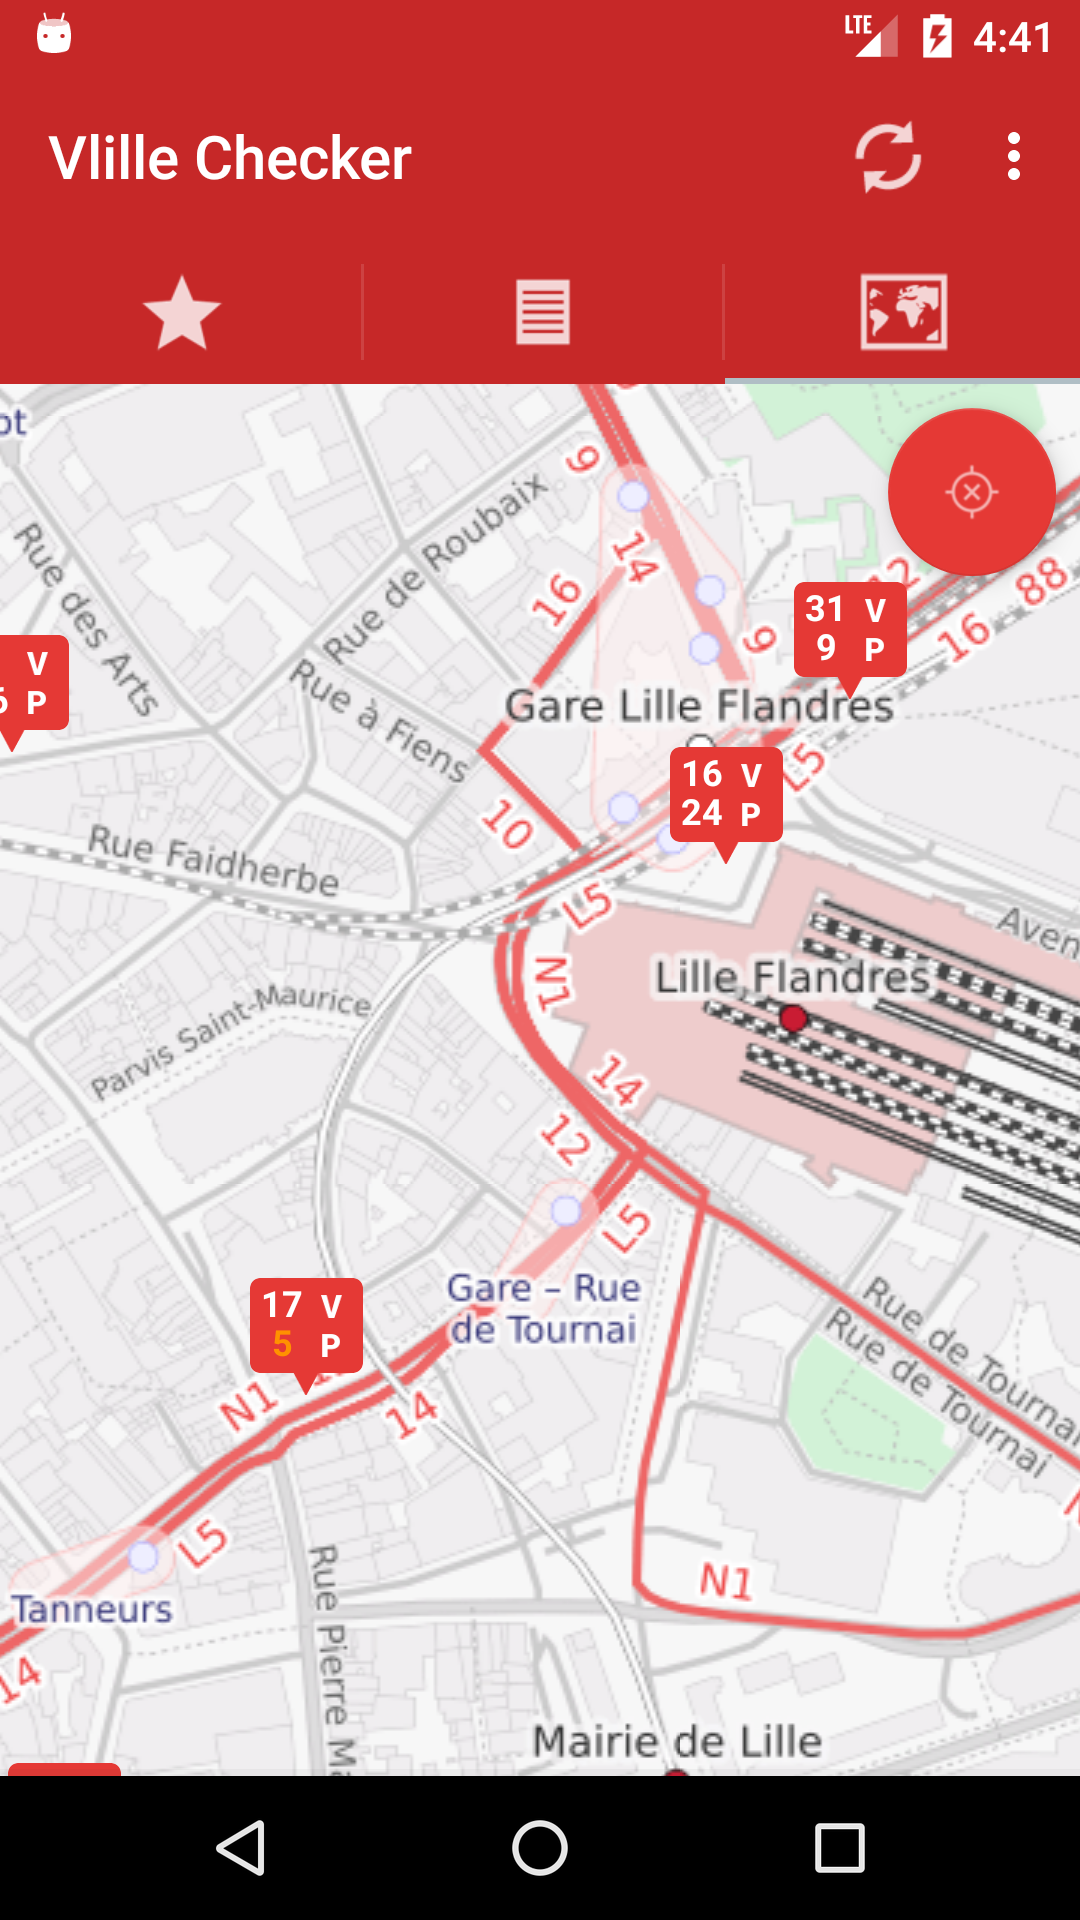 LTE 4:41
Vlille Checker
ot
9
Rue de Roubaix
14
16
Rue des Arts
12
88
31 V
9 P
9
16
V
6 P
Rue à Fiens
Gare Lille Flandres
L5
16 V
24 P
10
Rue Faidherbe
L5
Aven
N1
Lille Flandres
Parvis Saint-Maurice
14
12
L5
Gare – Rue
de Tournai
17 V
5 P
Rue de Tournai
Rue de Tournai
N1
14
L5
N1
Tanneurs
Rue Pierre Ma
14
Mairie de Lille